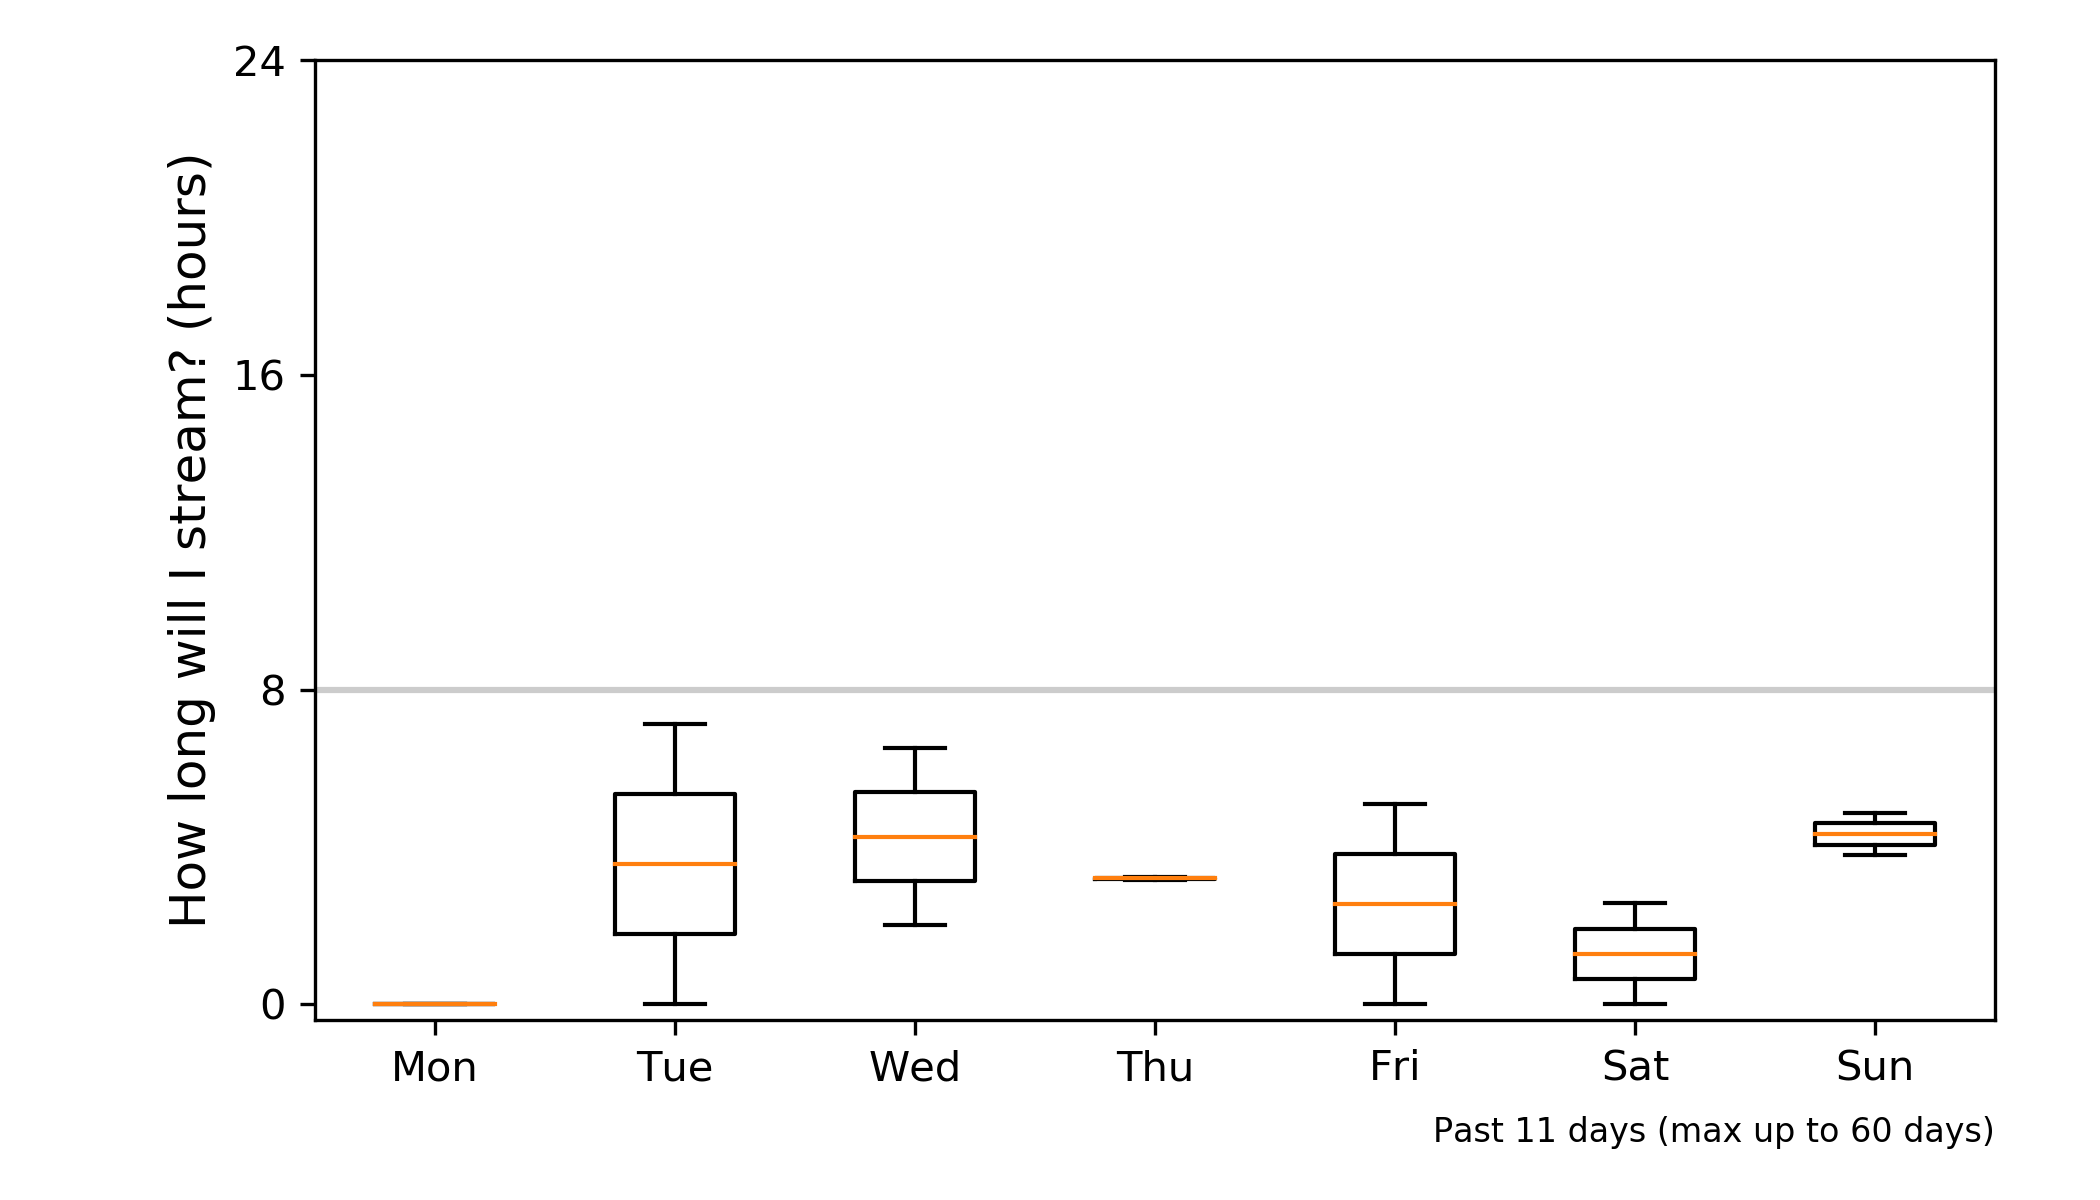 How long will I stream? (hours)
24
16
8
0
Mon Tue Wed Thu Fri Sat Sun
Past 11 days (max up to 60 days)